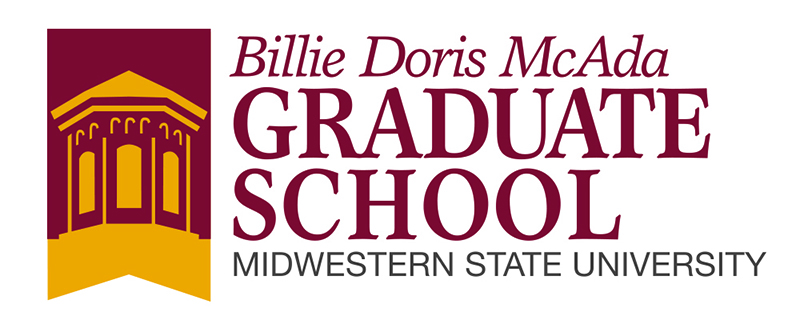 Billie Doris McAda
GRADUATE
SCHOOL
MIDWESTERN STATE UNIVERSITY